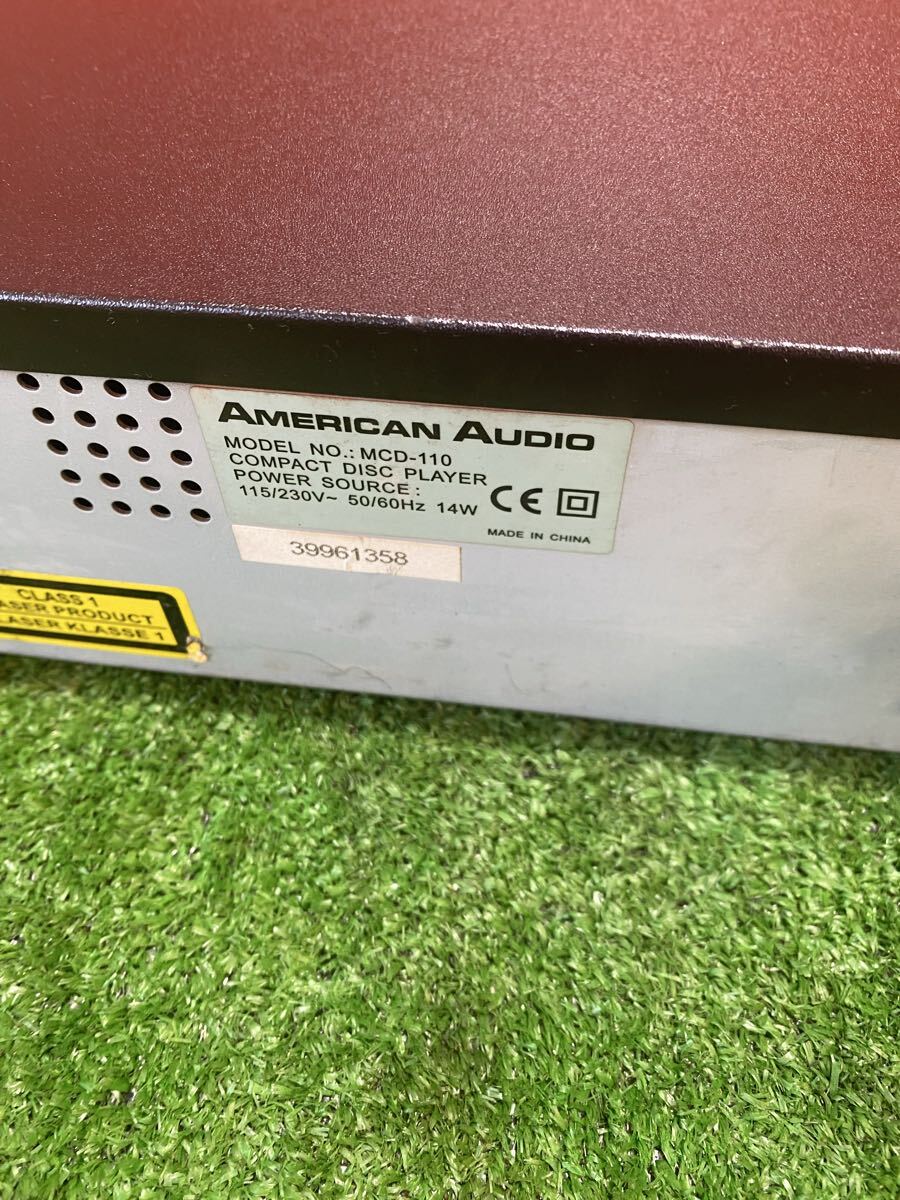 AMERICAN AUDIO
MODEL NO.: MCD-110
COMPACT DISC PLAYER
POWER SOURCE:
115/230V~ 50/60Hz 14W
CE
MADE IN CHINA
39961358
CLASS 1
ASER PRODUCT
LASER KLASSE 1